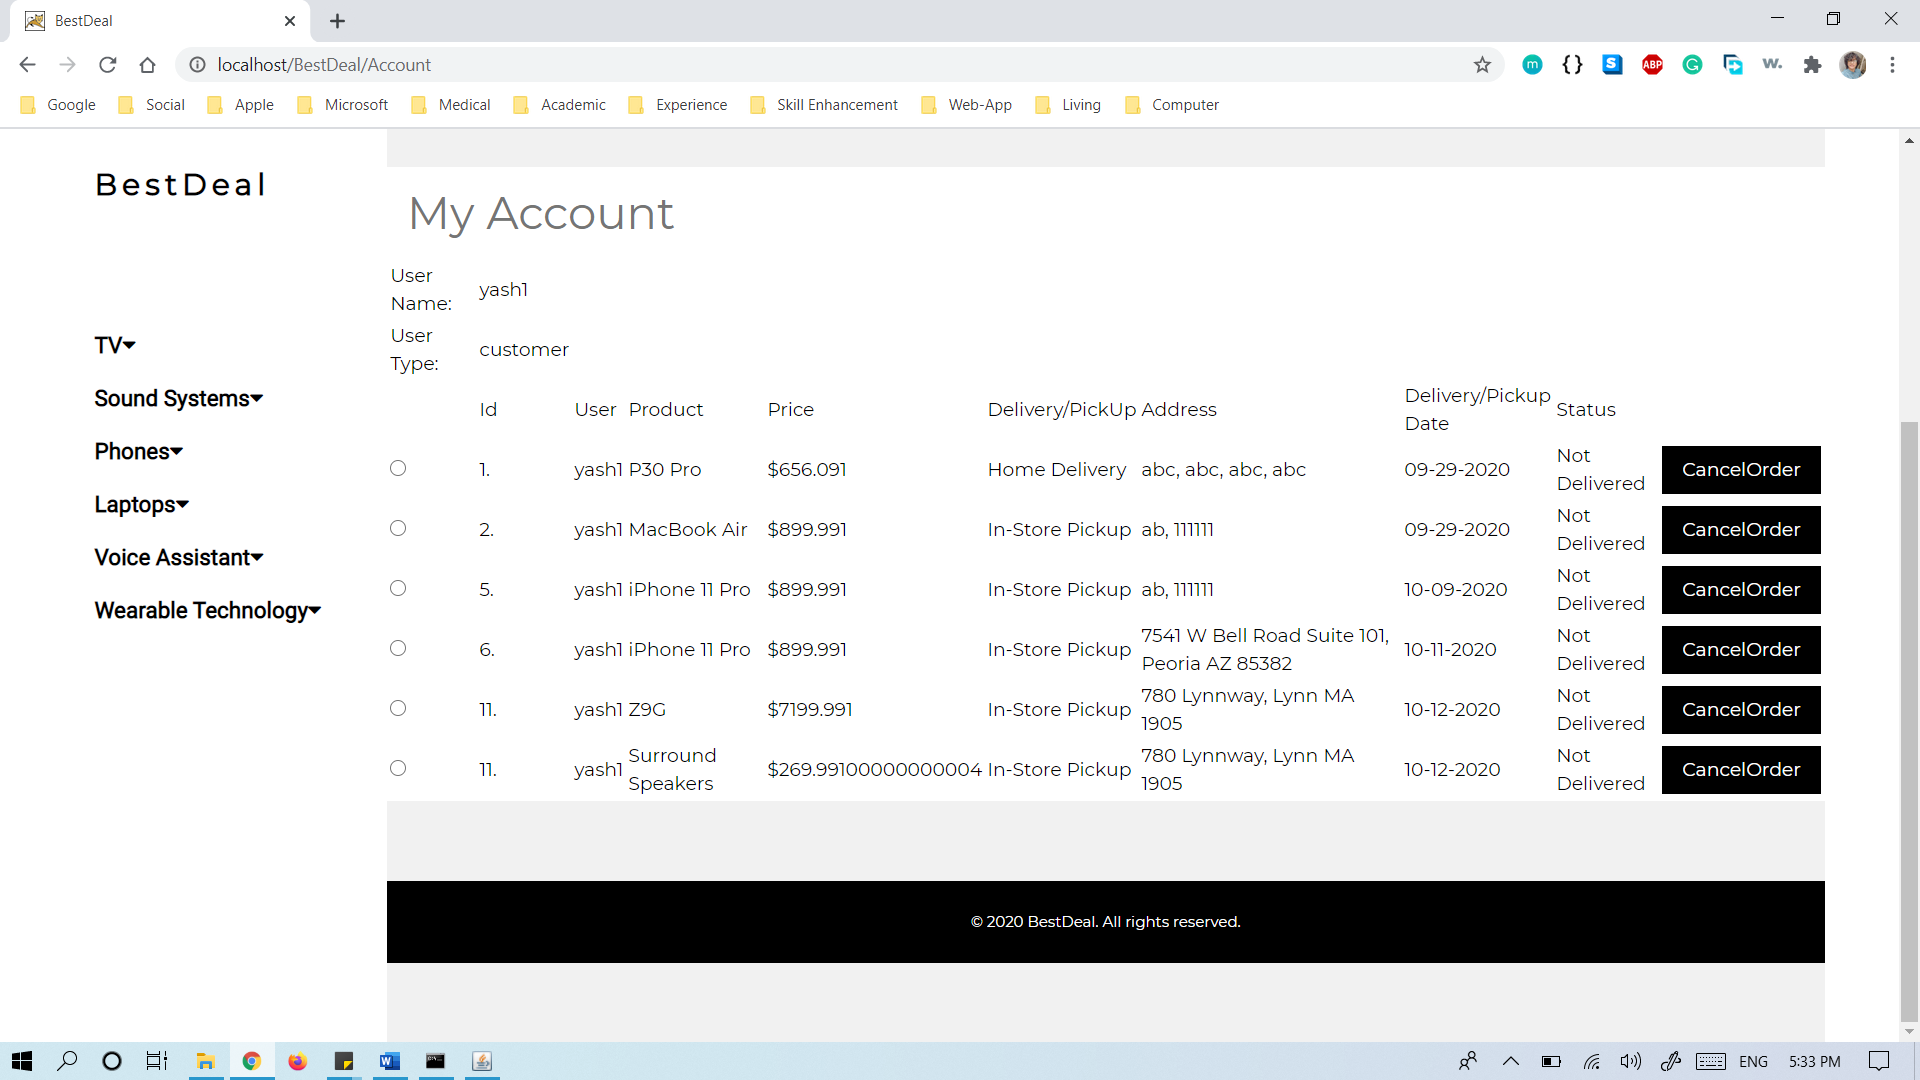 BestDeal
localhost/BestDeal/Account
Google Social Apple Microsoft Medical Academic Experience Skill Enhancement Web-App Living Computer
BestDeal
TV
Sound Systems
Phones
Laptops
Voice Assistant
Wearable Technology
My Account
User Name: yash1
User Type: customer
Id User Product Price Delivery/PickUp Address Delivery/Pickup Date Status
1. yash1 P30 Pro $656.091 Home Delivery abc, abc, abc, abc 09-29-2020 Not Delivered CancelOrder
2. yash1 MacBook Air $899.991 In-Store Pickup ab, 111111 09-29-2020 Not Delivered CancelOrder
5. yash1 iPhone 11 Pro $899.991 In-Store Pickup ab, 111111 10-09-2020 Not Delivered CancelOrder
6. yash1 iPhone 11 Pro $899.991 In-Store Pickup 7541 W Bell Road Suite 101, Peoria AZ 85382 10-11-2020 Not Delivered CancelOrder
11. yash1 Z9G $7199.991 In-Store Pickup 780 Lynnway, Lynn MA 1905 10-12-2020 Not Delivered CancelOrder
11. yash1 Surround Speakers $269.99100000000004 In-Store Pickup 780 Lynnway, Lynn MA 1905 10-12-2020 Not Delivered CancelOrder
© 2020 BestDeal. All rights reserved.
ENG 5:33 PM